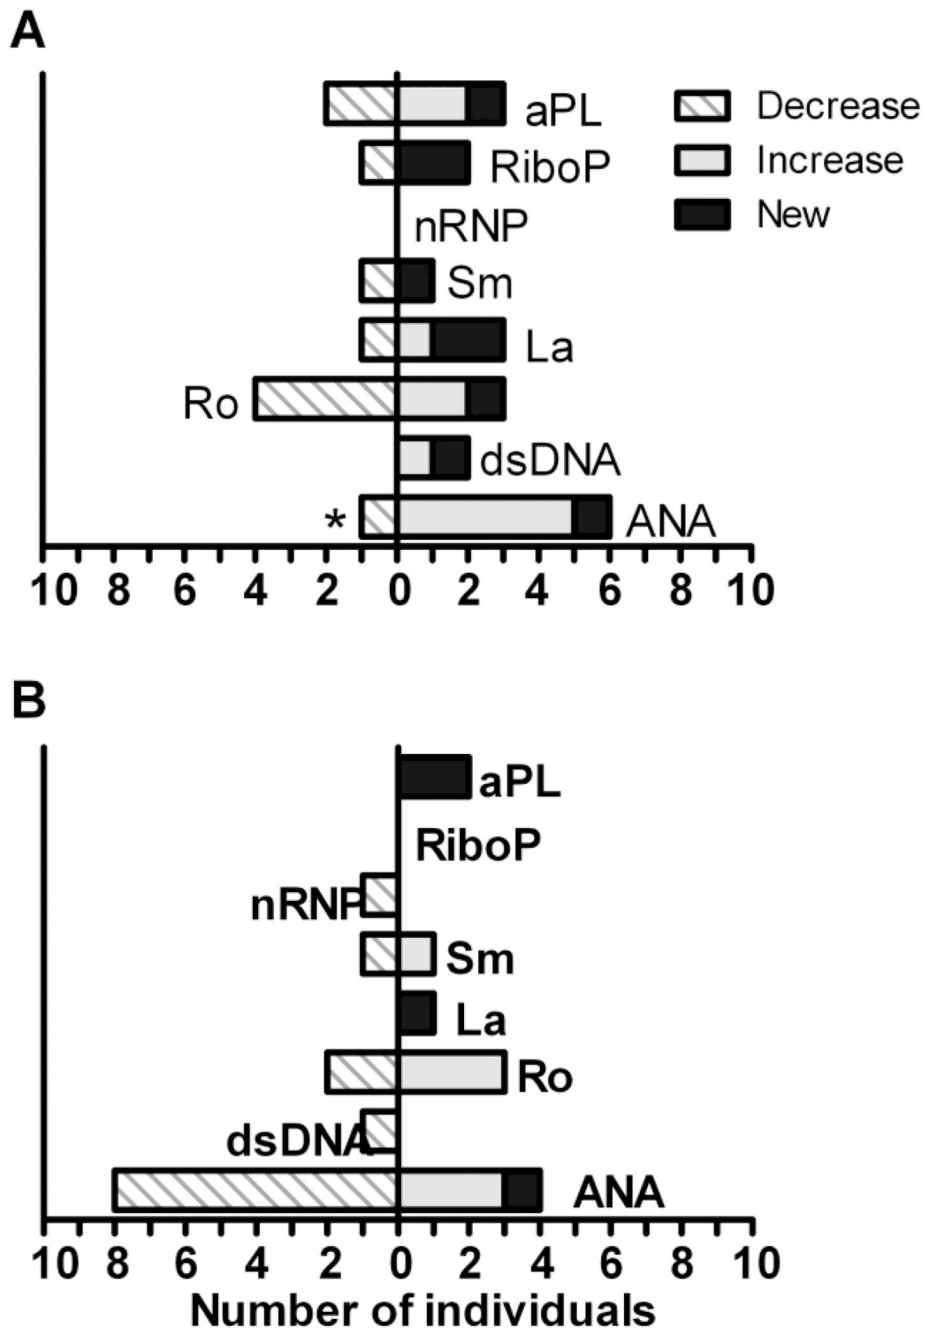 A
aPL
Decrease
RiboP
Increase
nRNP
New
Sm
La
Ro
dsDNA
* ANA
10 8 6 4 2 0 2 4 6 8 10
B
aPL
RiboP
nRNP
Sm
La
Ro
dsDNA
ANA
10 8 6 4 2 0 2 4 6 8 10
Number of individuals